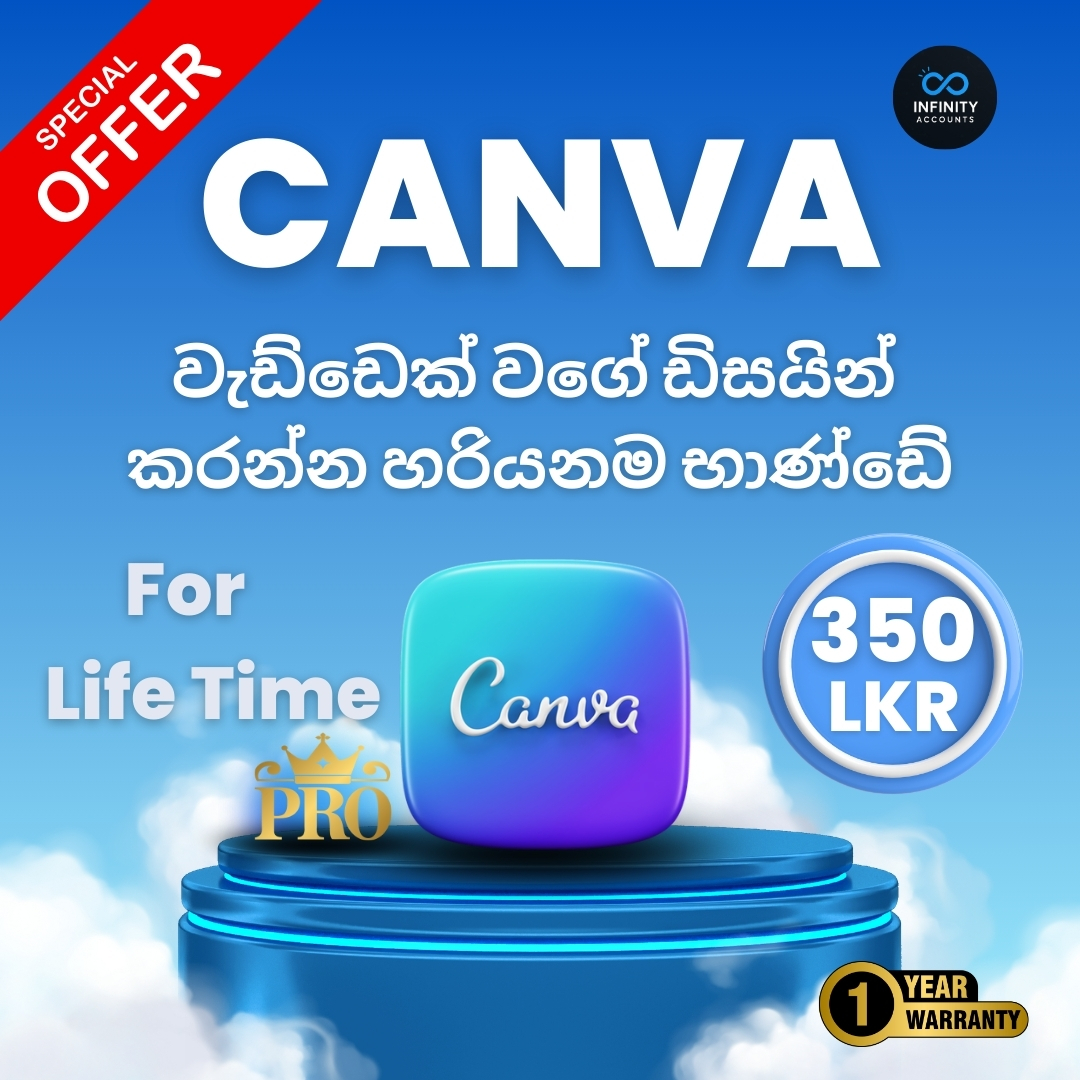 SPECIAL
OFFER
INFINITY
ACCOUNTS
CANVA
වැඩ්ඩෙක් වගේ ඩිසයින්
කරන්න හරියනම භාණ්ඩේ
For
Life Time
PRO
Canva
350
LKR
1 YEAR
WARRANTY